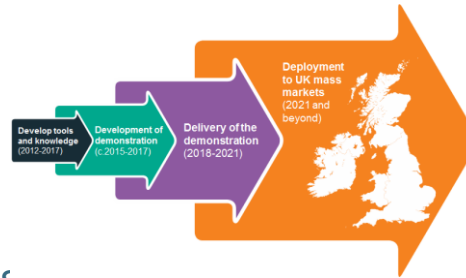 Develop tools
and knowledge
(2012-2017)
Development of
demonstration
(c.2015-2017)
Delivery of the
demonstration
(2018-2021)
Deployment
to UK mass
markets
(2021 and
beyond)